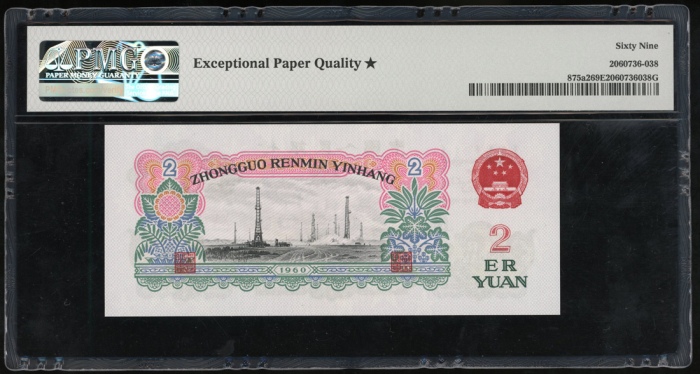 PMG
PAPER MONEY GUARANTY
Exceptional Paper Quality ★
Sixty Nine
2060736-038
875a269E2060736038G
2
ZHONGGUO RENMIN YINHANG
2
1960
2
ER
YUAN